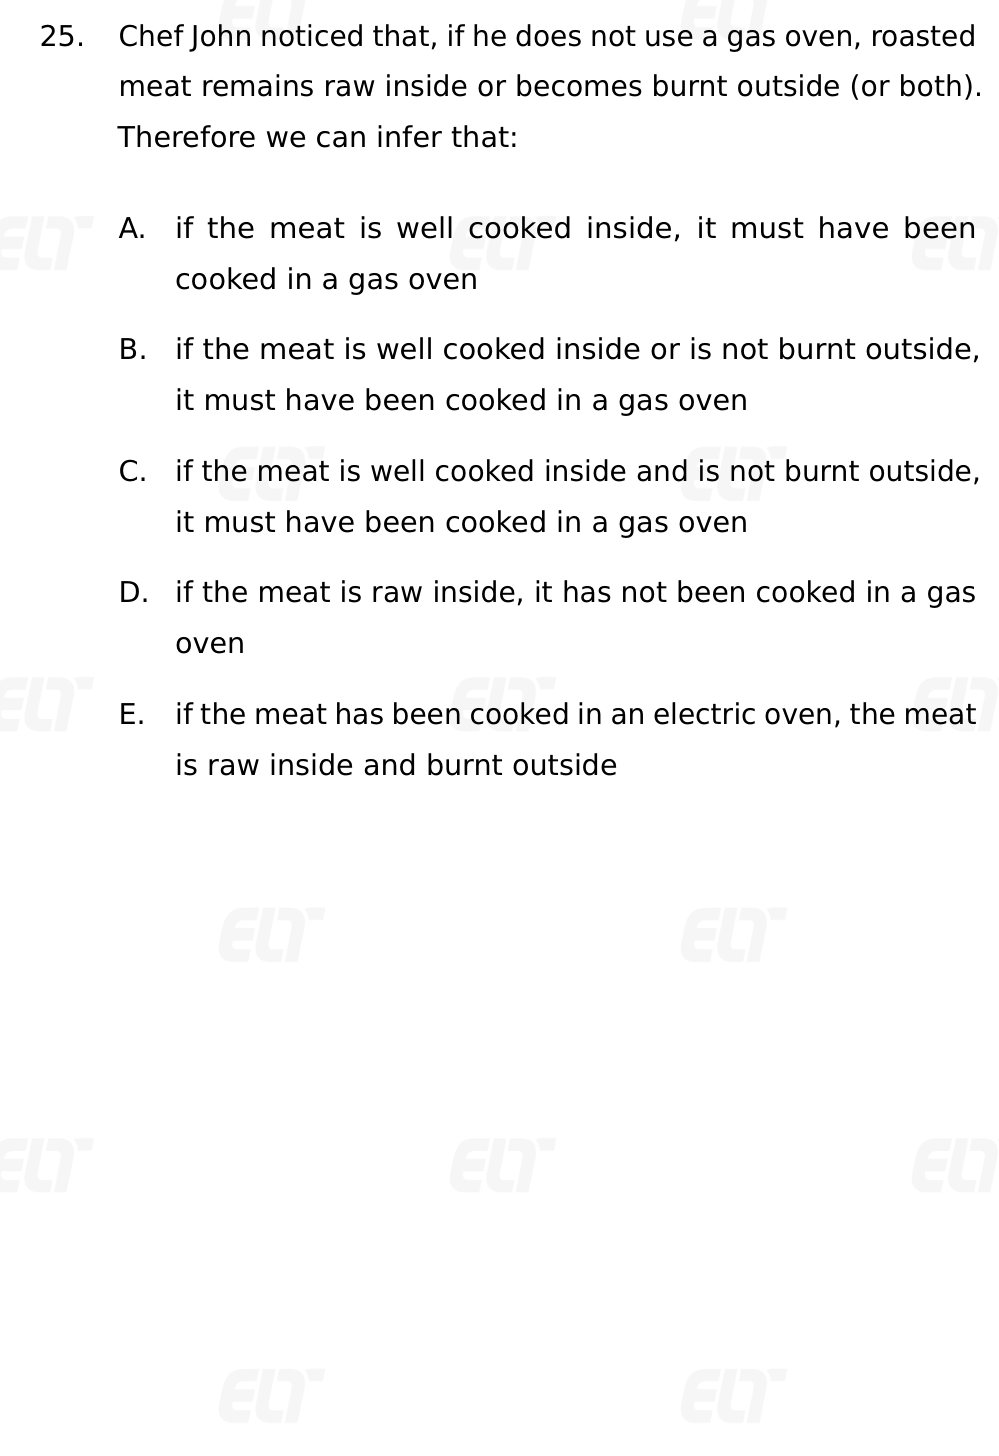 25. Chef John noticed that, if he does not use a gas oven, roasted
meat remains raw inside or becomes burnt outside (or both).
Therefore we can infer that:
A. if the meat is well cooked inside, it must have been
cooked in a gas oven
B. if the meat is well cooked inside or is not burnt outside,
it must have been cooked in a gas oven
C. if the meat is well cooked inside and is not burnt outside,
it must have been cooked in a gas oven
D. if the meat is raw inside, it has not been cooked in a gas
oven
E. if the meat has been cooked in an electric oven, the meat
is raw inside and burnt outside